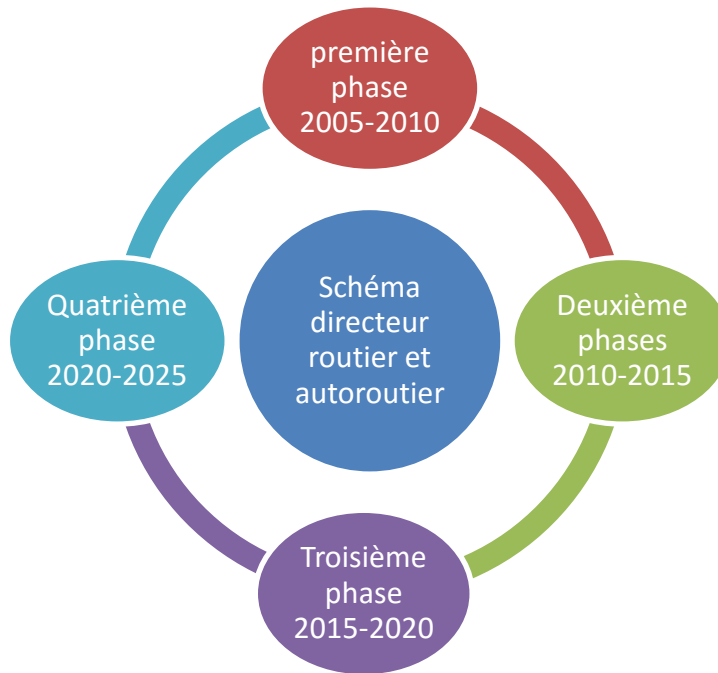 première
phase
2005-2010
Schéma
directeur
routier et
autoroutier
Quatrième
phase
2020-2025
Deuxième
phases
2010-2015
Troisième
phase
2015-2020